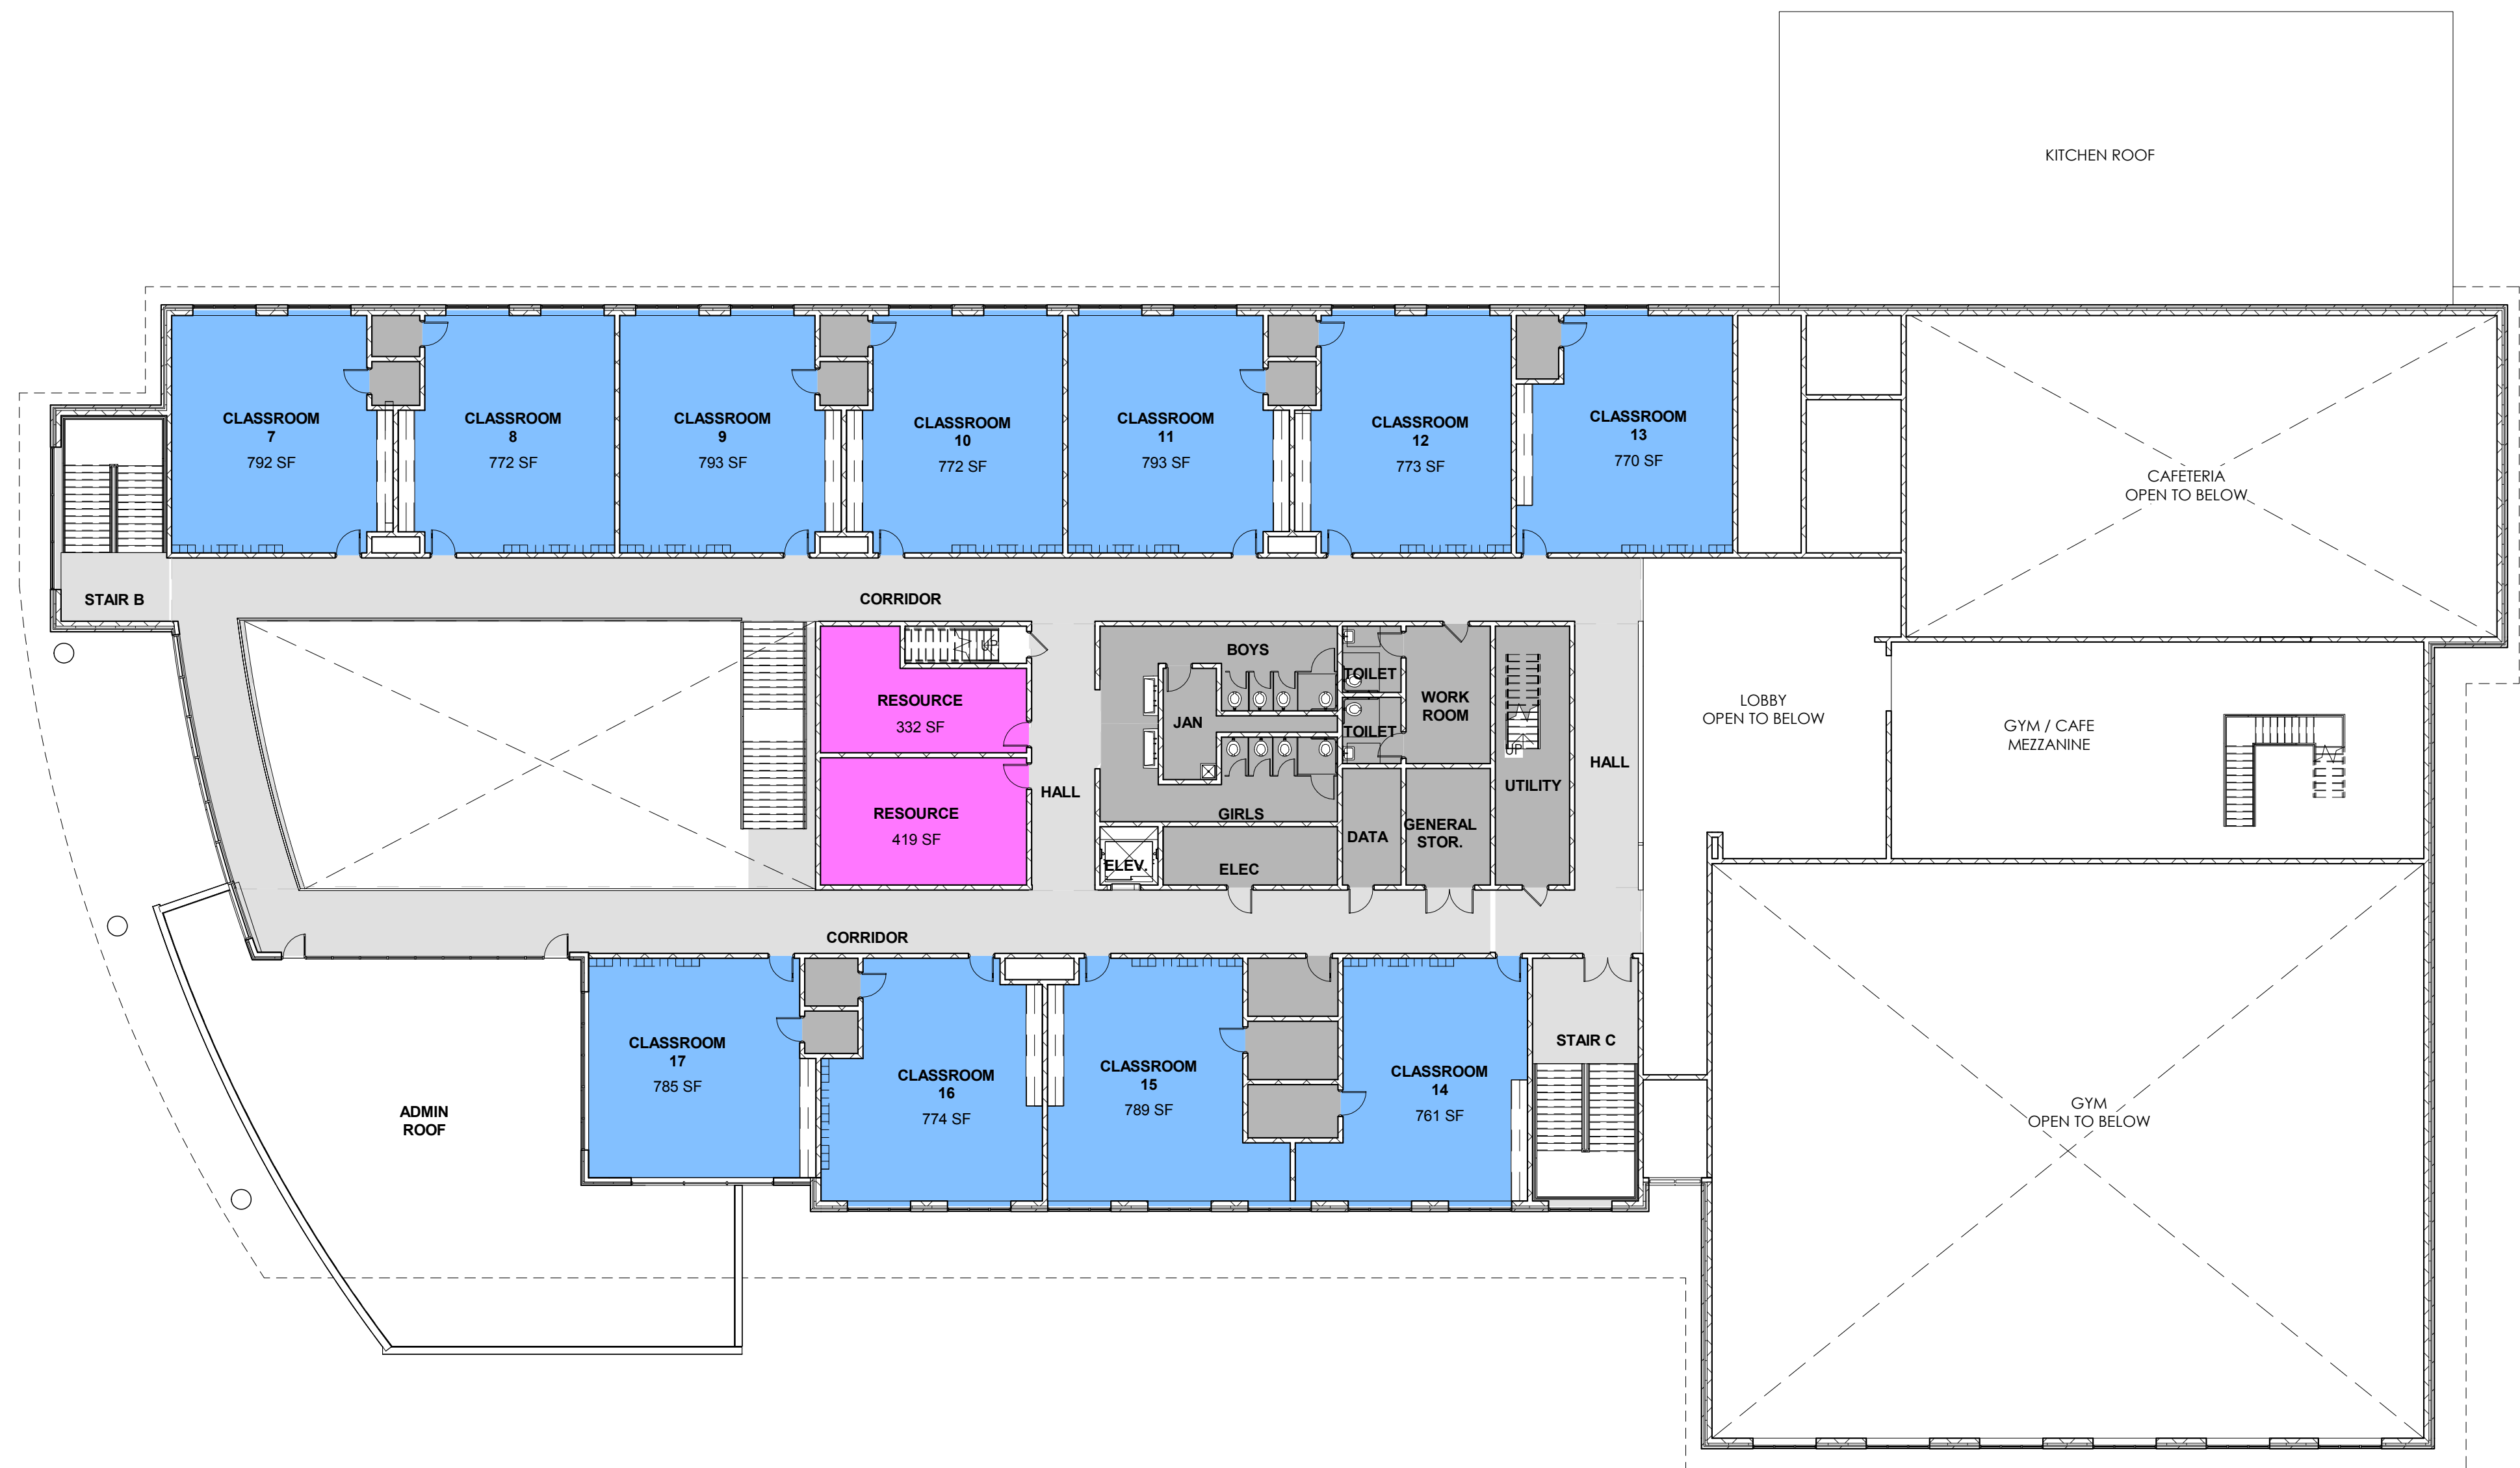 KITCHEN ROOF
CLASSROOM
7
792 SF
CLASSROOM
8
772 SF
CLASSROOM
9
793 SF
CLASSROOM
10
772 SF
CLASSROOM
11
793 SF
CLASSROOM
12
773 SF
CLASSROOM
13
770 SF
CAFETERIA
OPEN TO BELOW
STAIR B
CORRIDOR
UP
RESOURCE
332 SF
RESOURCE
419 SF
HALL
BOYS
JAN
GIRLS
ELEV.
ELEC
TOILET
TOILET
WORK
ROOM
DATA
GENERAL
STOR.
UP
UTILITY
HALL
LOBBY
OPEN TO BELOW
GYM / CAFE
MEZZANINE
CORRIDOR
CLASSROOM
17
785 SF
CLASSROOM
16
774 SF
CLASSROOM
15
789 SF
CLASSROOM
14
761 SF
STAIR C
ADMIN
ROOF
GYM
OPEN TO BELOW